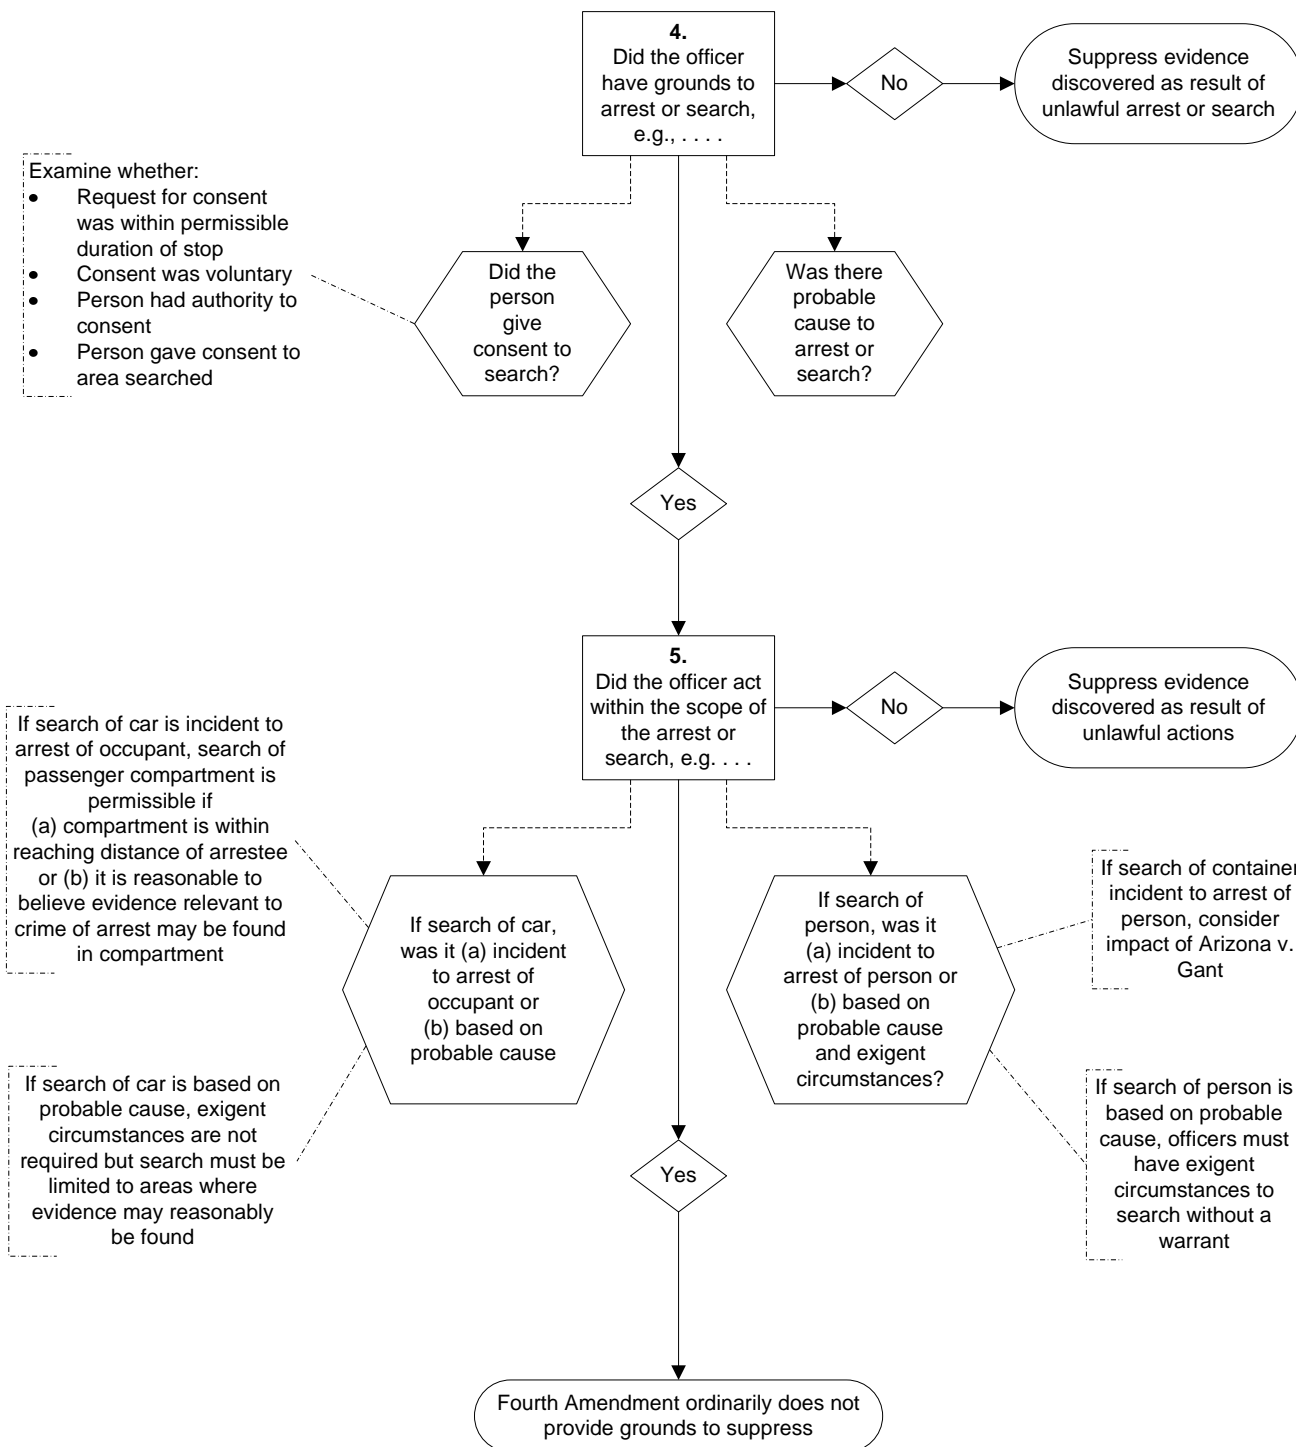 4.
Did the officer
have grounds to
arrest or search,
e.g., . . . .
No
Suppress evidence
discovered as result of
unlawful arrest or search
Examine whether:
• Request for consent
was within permissible
duration of stop
• Consent was voluntary
• Person had authority to
consent
• Person gave consent to
area searched
Did the
person
give
consent to
search?
Was there
probable
cause to
arrest or
search?
Yes
5.
Did the officer act
within the scope of
the arrest or
search, e.g. . . .
No
Suppress evidence
discovered as result of
unlawful actions
If search of car is incident to
arrest of occupant, search of
passenger compartment is
permissible if
(a) compartment is within
reaching distance of arrestee
or (b) it is reasonable to
believe evidence relevant to
crime of arrest may be found
in compartment
If search of car,
was it (a) incident
to arrest of
occupant or
(b) based on
probable cause
If search of
person, was it
(a) incident to
arrest of person or
(b) based on
probable cause
and exigent
circumstances?
If search of container
incident to arrest of
person, consider
impact of Arizona v.
Gant
If search of car is based on
probable cause, exigent
circumstances are not
required but search must be
limited to areas where
evidence may reasonably
be found
If search of person is
based on probable
cause, officers must
have exigent
circumstances to
search without a
warrant
Yes
Fourth Amendment ordinarily does not
provide grounds to suppress